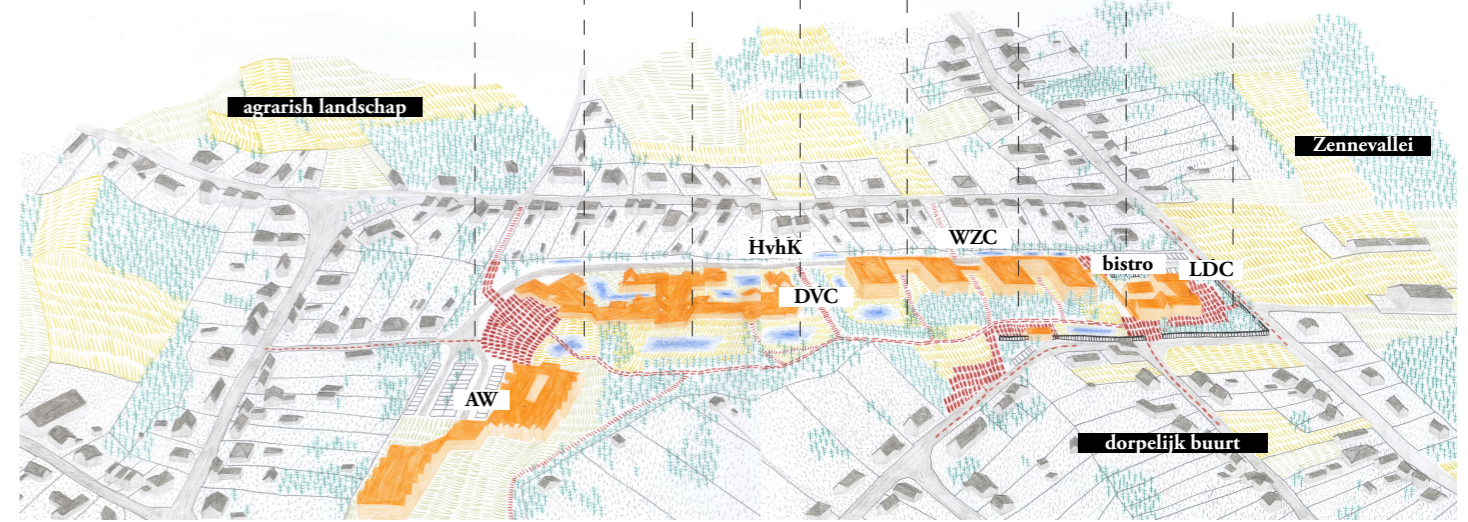 agrarish landschap
Zennevallei
HvhK
WZC
bistro
LDC
DVC
AW
dorpelijk buurt